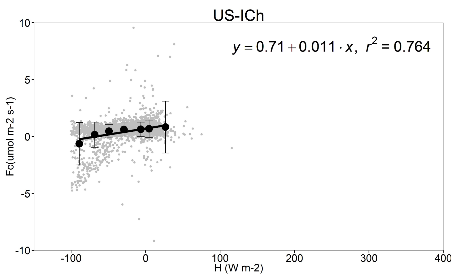 US-ICh
y = 0.71 + 0.011 · x, r² = 0.764
Fc(umol m-2 s-1)
10
5
0
-5
-10
-100 0 100 200 300 400
H (W m-2)